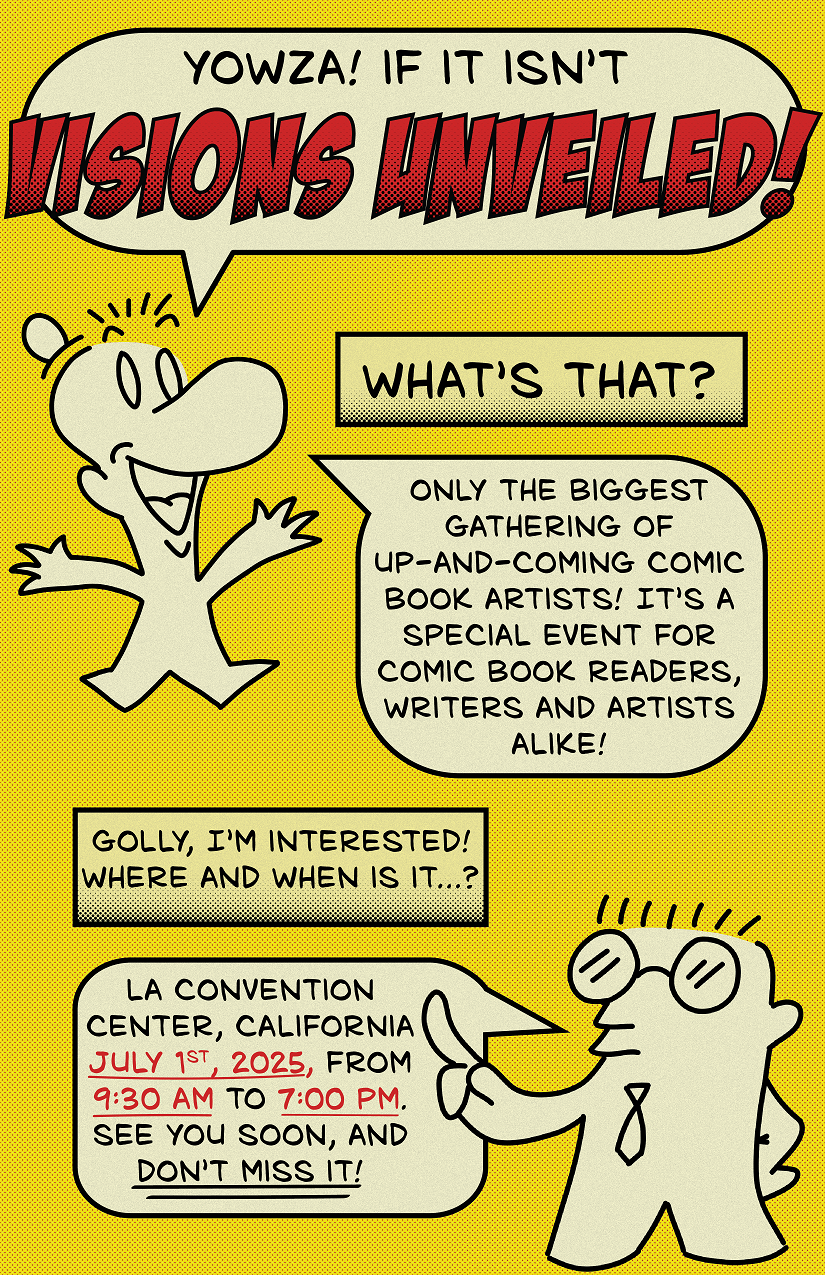 YOWZA! IF IT ISN'T
VISIONS UNVEILED!
WHAT'S THAT?
ONLY THE BIGGEST
GATHERING OF
UP-AND-COMING COMIC
BOOK ARTISTS! IT'S A
SPECIAL EVENT FOR
COMIC BOOK READERS,
WRITERS AND ARTISTS
ALIKE!
GOLLY, I'M INTERESTED!
WHERE AND WHEN IS IT...?
LA CONVENTION
CENTER, CALIFORNIA
JULY 1ST, 2025, FROM
9:30 AM TO 7:00 PM.
SEE YOU SOON, AND
DON'T MISS IT!